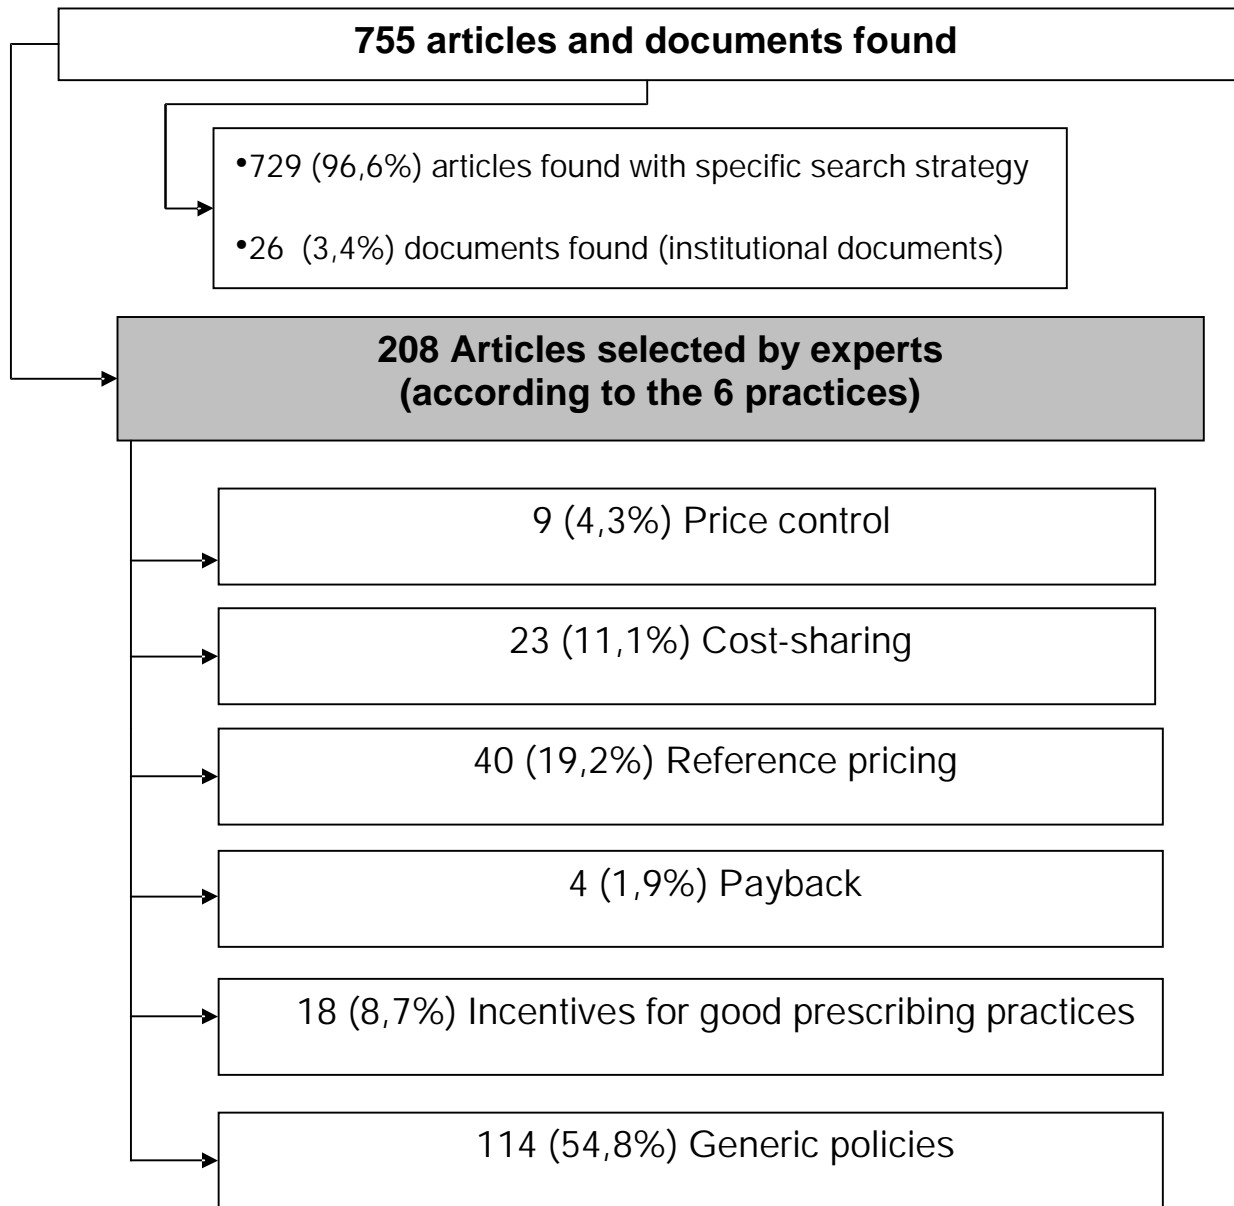 755 articles and documents found
•729 (96,6%) articles found with specific search strategy
•26 (3,4%) documents found (institutional documents)
208 Articles selected by experts
(according to the 6 practices)
9 (4,3%) Price control
23 (11,1%) Cost-sharing
40 (19,2%) Reference pricing
4 (1,9%) Payback
18 (8,7%) Incentives for good prescribing practices
114 (54,8%) Generic policies